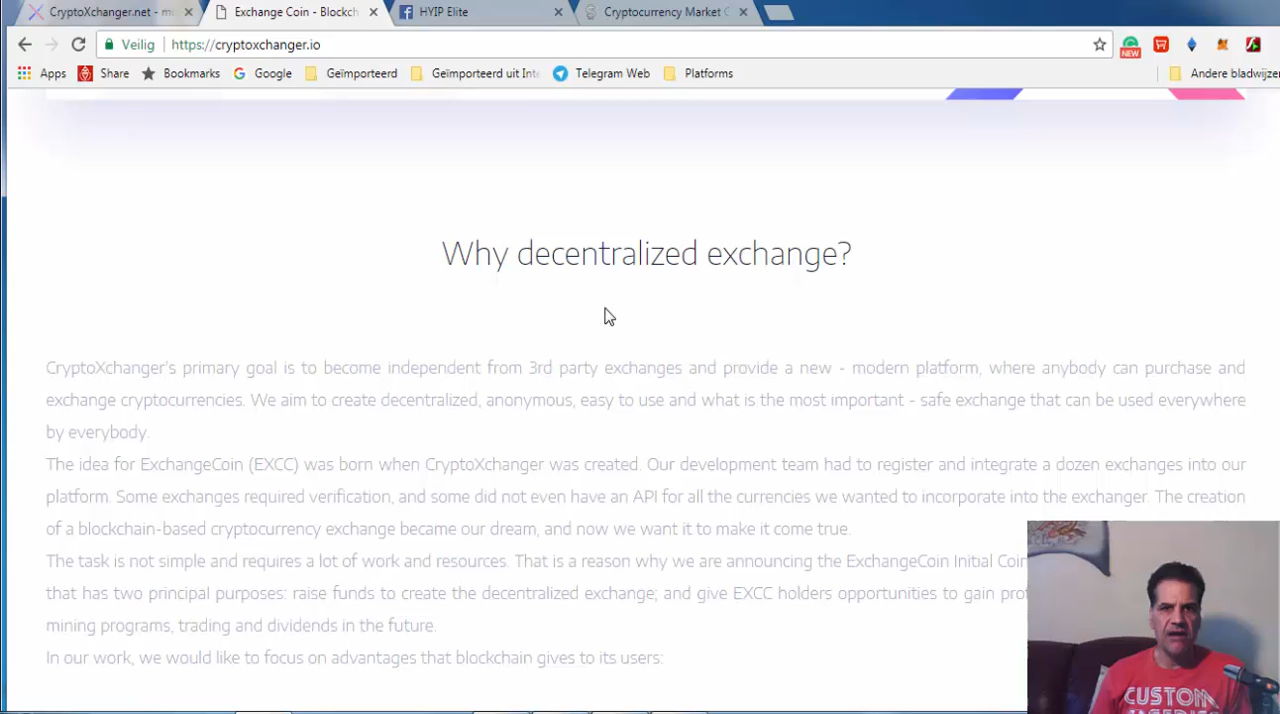 CryptoXchanger.net - mu
Exchange Coin - Blockch
HYIP Elite
Cryptocurrency Market C
Veilig
https://cryptoxchanger.io
NEW
Apps
Share
Bookmarks
Google
Geïmporteerd
Geïmporteerd uit Inte
Telegram Web
Platforms
Andere bladwijzer
Why decentralized exchange?
CryptoXchanger's primary goal is to become independent from 3rd party exchanges and provide a new - modern platform, where anybody can purchase and
exchange cryptocurrencies. We aim to create decentralized, anonymous, easy to use and what is the most important - safe exchange that can be used everywhere
by everybody.
The idea for ExchangeCoin (EXCC) was born when CryptoXchanger was created. Our development team had to register and integrate a dozen exchanges into our
platform. Some exchanges required verification, and some did not even have an API for all the currencies we wanted to incorporate into the exchanger. The creation
of a blockchain-based cryptocurrency exchange became our dream, and now we want it to make it come true.
The task is not simple and requires a lot of work and resources. That is a reason why we are announcing the ExchangeCoin Initial Coin
that has two principal purposes: raise funds to create the decentralized exchange; and give EXCC holders opportunities to gain
mining programs, trading and dividends in the future.
In our work, we would like to focus on advantages that blockchain gives to its users:
CUSTOM